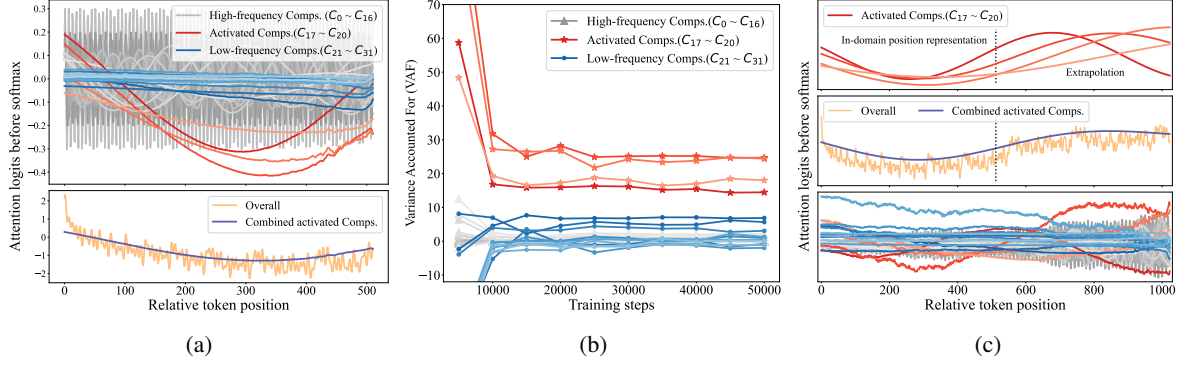 High-frequency Comps.(C0 ~ C16)
Activated Comps.(C17 ~ C20)
Low-frequency Comps.(C21 ~ C31)
0.3
0.2
0.1
0.0
−0.1
−0.2
−0.3
−0.4
Attention logits before softmax
Overall
Combined activated Comps.
2
1
0
−1
−2
0 100 200 300 400 500
Relative token position
(a)
High-frequency Comps.(C0 ~ C16)
Activated Comps.(C17 ~ C20)
Low-frequency Comps.(C21 ~ C31)
70
60
50
40
30
20
10
0
−10
Variance Accounted For (VAF)
10000 20000 30000 40000 50000
Training steps
(b)
Activated Comps.(C17 ~ C20)
In-domain position representation
Extrapolation
Overall
Combined activated Comps.
Attention logits before softmax
0 200 400 600 800 1000
Relative token position
(c)